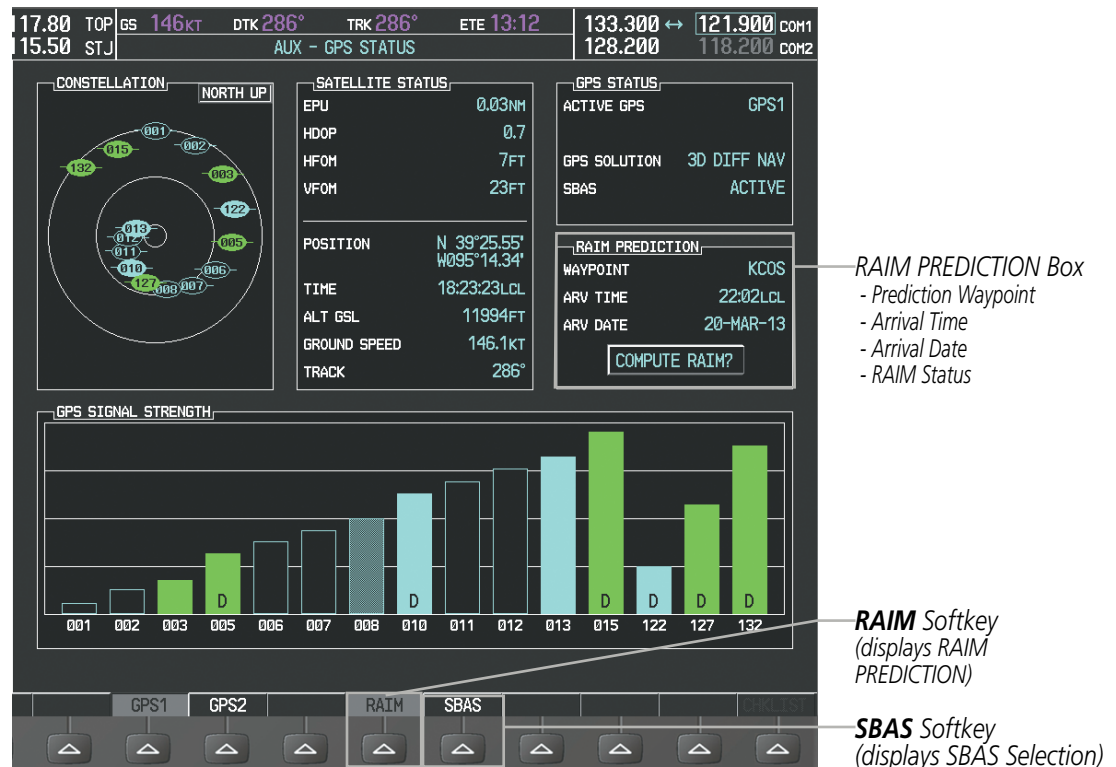 17.80 TOP GS 146KT DTK 286° TRK 286° ETE 13:12 133.300 ↔ 121.900 COM1
15.50 STJ AUX – GPS STATUS 128.200 118.200 COM2
CONSTELLATION
NORTH UP
001
002
015
132
003
122
013
012
005
011
010
006
127
008
007
SATELLITE STATUS
EPU 0.03NM
HDOP 0.7
HFOM 7FT
VFOM 23FT
POSITION N 39°25.55'
W095°14.34'
TIME 18:23:23LCL
ALT GSL 11994FT
GROUND SPEED 146.1KT
TRACK 286°
GPS STATUS
ACTIVE GPS GPS1
GPS SOLUTION 3D DIFF NAV
SBAS ACTIVE
RAIM PREDICTION
WAYPOINT KCOS
ARV TIME 22:02LCL
ARV DATE 20-MAR-13
COMPUTE RAIM?
RAIM PREDICTION Box
- Prediction Waypoint
- Arrival Time
- Arrival Date
- RAIM Status
GPS SIGNAL STRENGTH
D D D D D D
001 002 003 005 006 007 008 010 011 012 013 015 122 127 132
RAIM Softkey
(displays RAIM
PREDICTION)
GPS1 GPS2 RAIM SBAS CHKLIST
SBAS Softkey
(displays SBAS Selection)